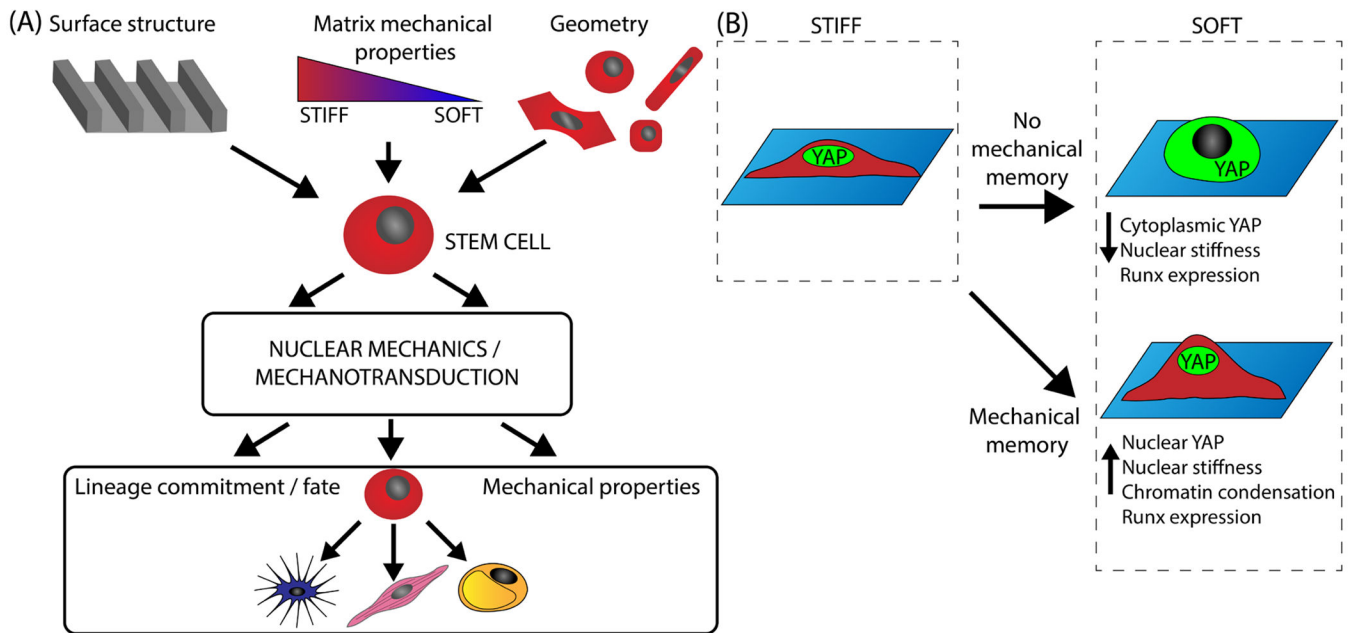 (A)
Surface structure
Matrix mechanical
properties
STIFF
SOFT
Geometry
STEM CELL
NUCLEAR MECHANICS /
MECHANOTRANSDUCTION
Lineage commitment / fate
Mechanical properties
(B)
STIFF
SOFT
YAP
No
mechanical
memory
YAP
Cytoplasmic YAP
Nuclear stiffness
Runx expression
Mechanical
memory
YAP
Nuclear YAP
Nuclear stiffness
Chromatin condensation
Runx expression